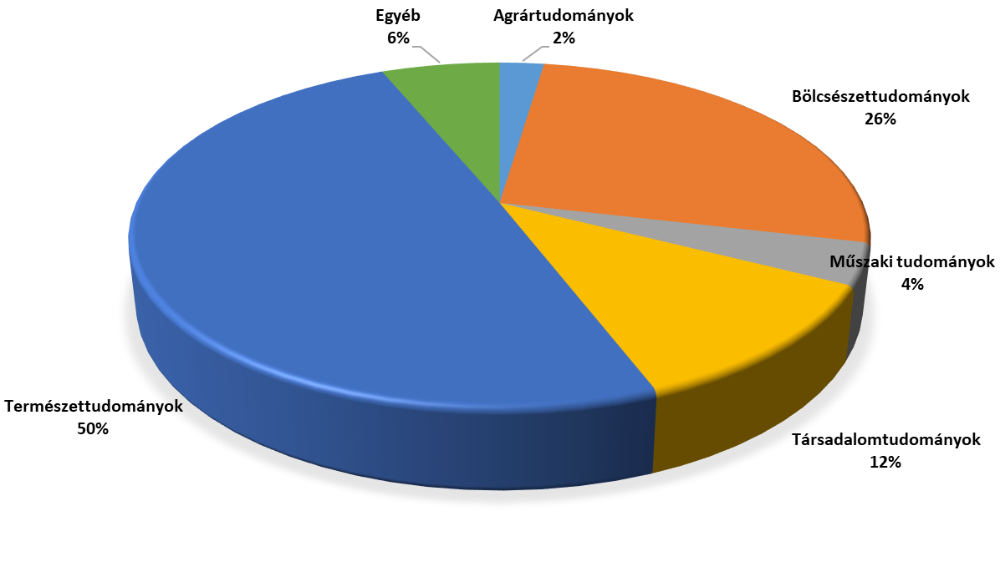 Egyéb
6%
Agrártudományok
2%
Bölcsészettudományok
26%
Műszaki tudományok
4%
Társadalomtudományok
12%
Természettudományok
50%